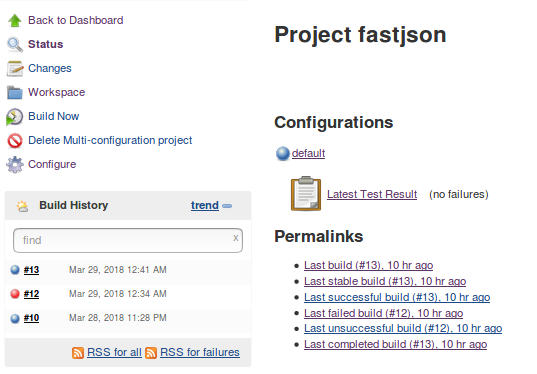 Back to Dashboard
Status
Changes
Workspace
Build Now
Delete Multi-configuration project
Configure
Build History trend
find x
#13 Mar 29, 2018 12:41 AM
#12 Mar 29, 2018 12:34 AM
#10 Mar 28, 2018 11:28 PM
RSS for all RSS for failures
Project fastjson
Configurations
default
Latest Test Result (no failures)
Permalinks
Last build (#13), 10 hr ago
Last stable build (#13), 10 hr ago
Last successful build (#13), 10 hr ago
Last failed build (#12), 10 hr ago
Last unsuccessful build (#12), 10 hr ago
Last completed build (#13), 10 hr ago